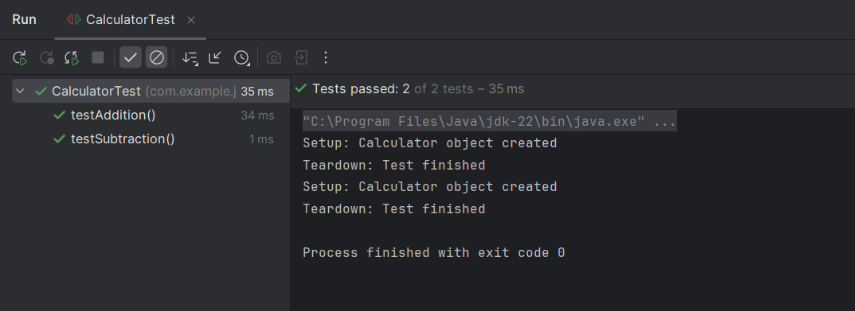 Run CalculatorTest
CalculatorTest (com.example.j 35 ms
testAddition() 34 ms
testSubtraction() 1 ms
Tests passed: 2 of 2 tests – 35 ms
"C:\Program Files\Java\jdk-22\bin\java.exe" ...
Setup: Calculator object created
Teardown: Test finished
Setup: Calculator object created
Teardown: Test finished
Process finished with exit code 0